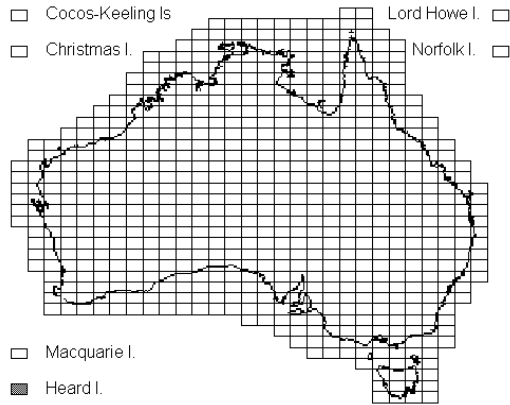 Cocos-Keeling Is
Lord Howe I.
Christmas I.
Norfolk I.
Macquarie I.
Heard I.